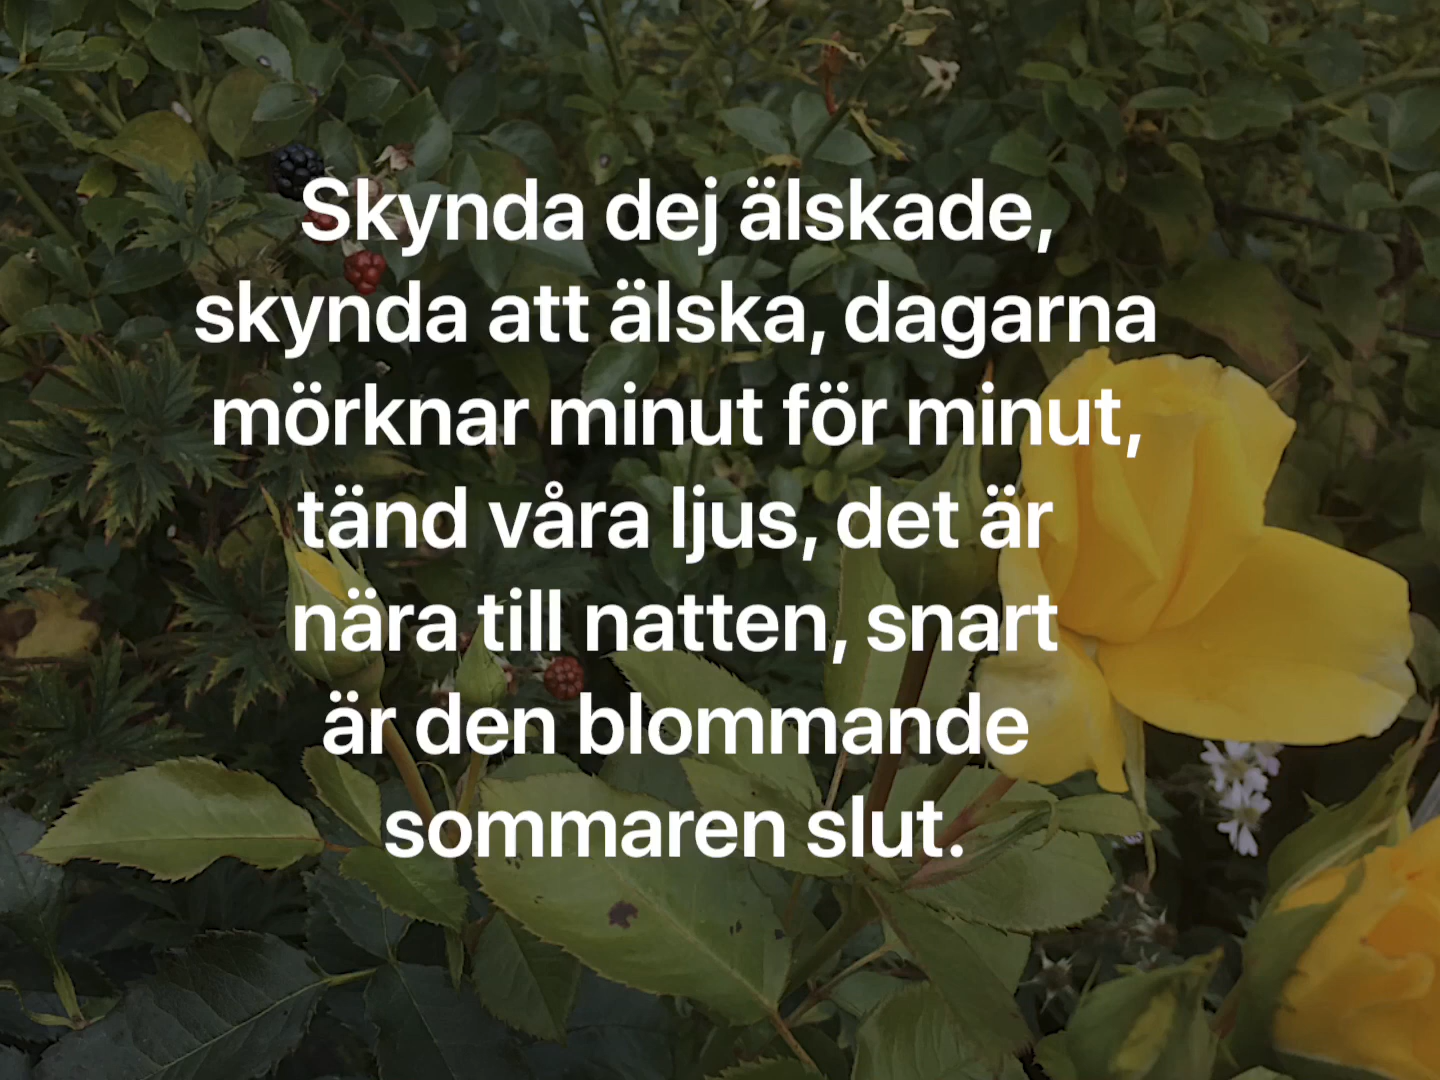 Skynda dej älskade,
skynda att älska, dagarna
mörknar minut för minut,
tänd våra ljus, det är
nära till natten, snart
är den blommande
sommaren slut.